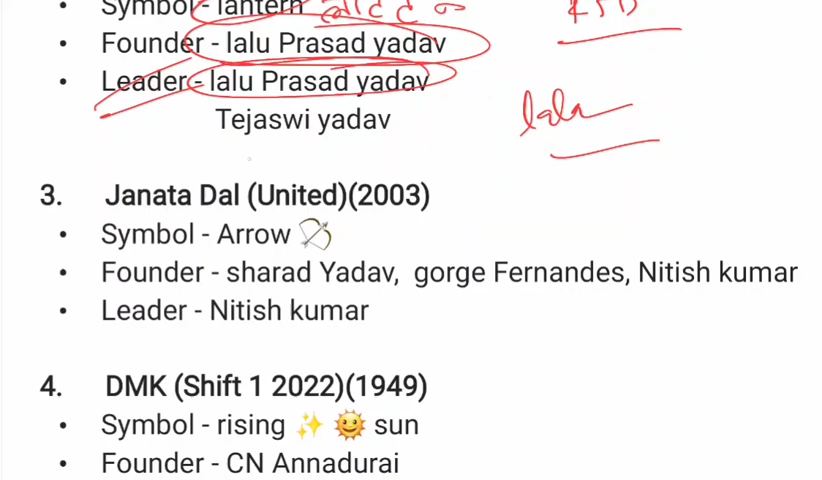 Symbol - lantern
RJD
• Founder - lalu Prasad yadav
• Leader - lalu Prasad yadav
lalu
Tejaswi yadav
3. Janata Dal (United)(2003)
• Symbol - Arrow
• Founder - sharad Yadav, gorge Fernandes, Nitish kumar
• Leader - Nitish kumar
4. DMK (Shift 1 2022)(1949)
• Symbol - rising ✨ 🌞 sun
• Founder - CN Annadurai